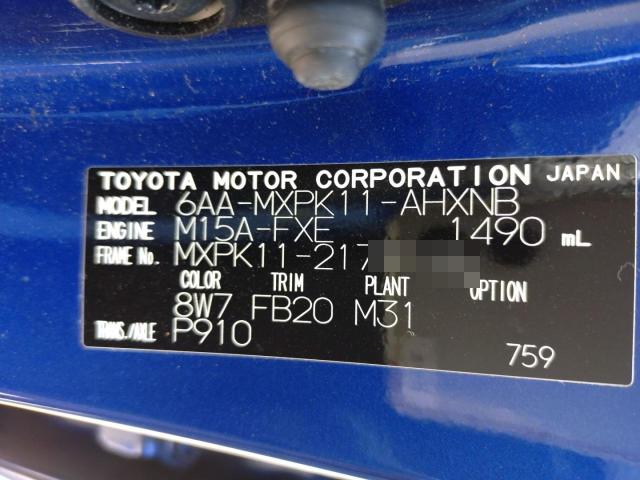 TOYOTA MOTOR CORPORATION JAPAN
MODEL 6AA-MXPK11-AHXNB
ENGINE M15A-FXE 1490 mL
FRAME No. MXPK11-217
COLOR TRIM PLANT OPTION
8W7 FB20 M31
TRANS./AXLE P910
759